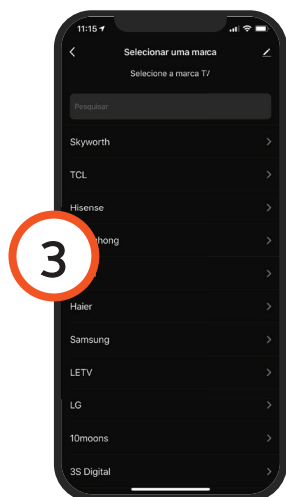 11:15
Selecionar uma marca
Selecione a marca T/
Pesquisar
Skyworth
TCL
Hisense
hong
3
Haier
Samsung
LETV
LG
10moons
3S Digital